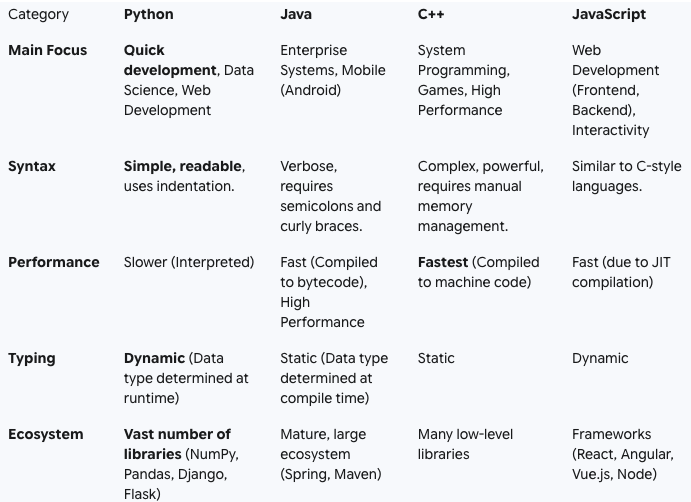 Category Python Java C++ JavaScript
Main Focus Quick Enterprise System Web
development, Data Systems, Mobile Programming, Development
Science, Web (Android) Games, High (Frontend,
Development Performance Backend),
Interactivity
Syntax Simple, readable, Verbose, Complex, powerful, Similar to C-style
uses indentation. requires requires manual languages.
semicolons and memory
curly braces. management.
Performance Slower (Interpreted) Fast (Compiled Fastest (Compiled Fast (due to JIT
to bytecode), to machine code) compilation)
High
Performance
Typing Dynamic (Data Static (Data type Static Dynamic
type determined at determined at
runtime) compile time)
Ecosystem Vast number of Mature, large Many low-level Frameworks
libraries (NumPy, ecosystem libraries (React, Angular,
Pandas, Django, (Spring, Maven) Vue.js, Node)
Flask)